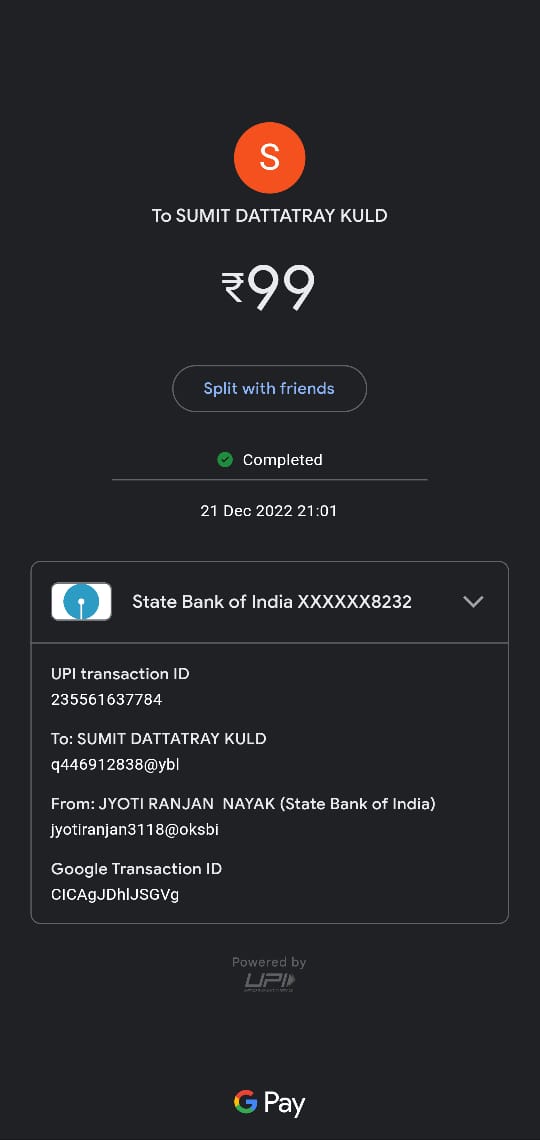 S
To SUMIT DATTATRAY KULD
₹99
Split with friends
Completed
21 Dec 2022 21:01
State Bank of India XXXXXX8232
UPI transaction ID
235561637784
To: SUMIT DATTATRAY KULD
q446912838@ybl
From: JYOTI RANJAN  NAYAK (State Bank of India)
jyotiranjan3118@oksbi
Google Transaction ID
CICAgJDhlJSGVg
Powered by
UPI
G Pay